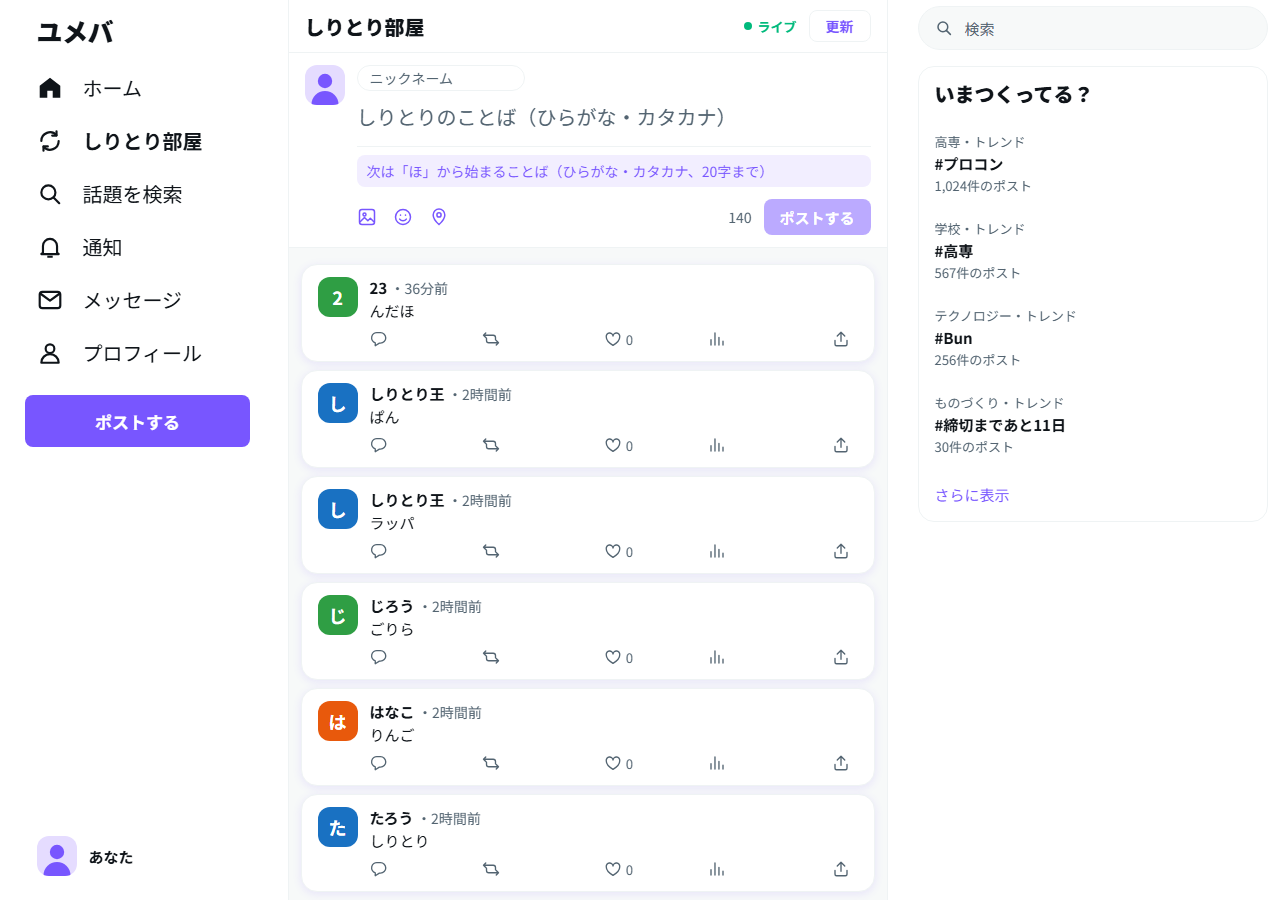 ユメバ
ホーム
しりとり部屋
話題を検索
通知
メッセージ
プロフィール
ポストする
あなた
しりとり部屋
ライブ
更新
ニックネーム
しりとりのことば（ひらがな・カタカナ）
次は「ほ」から始まることば（ひらがな・カタカナ、20字まで）
140
ポストする
2
23 ・36分前
んだほ
0
し
しりとり王 ・2時間前
ぱん
0
し
しりとり王 ・2時間前
ラッパ
0
じ
じろう ・2時間前
ごりら
0
は
はなこ ・2時間前
りんご
0
た
たろう ・2時間前
しりとり
0
検索
いまつくってる？
高専・トレンド
#プロコン
1,024件のポスト
学校・トレンド
#高専
567件のポスト
テクノロジー・トレンド
#Bun
256件のポスト
ものづくり・トレンド
#締切まであと11日
30件のポスト
さらに表示